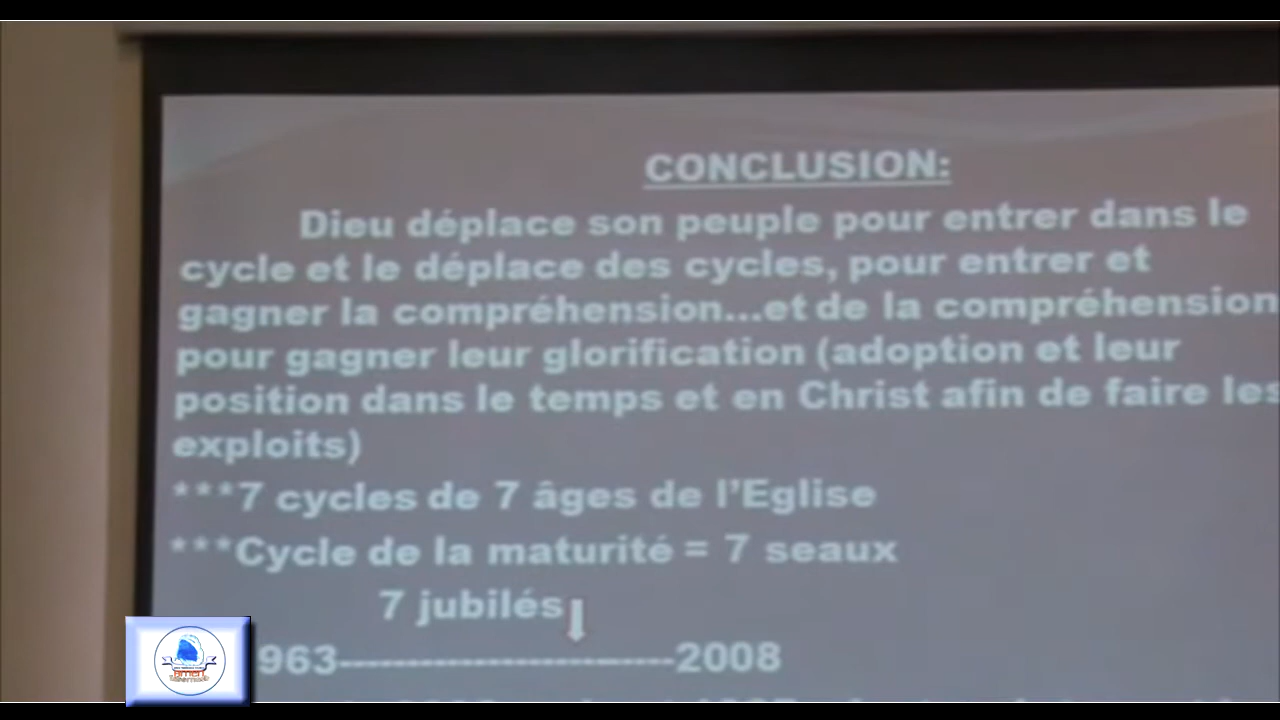 CONCLUSION:
Dieu déplace son peuple pour entrer dans le
cycle et le déplace des cycles, pour entrer et
gagner la compréhension...et de la compréhension
pour gagner leur glorification (adoption et leur
position dans le temps et en Christ afin de faire les
exploits)
***7 cycles de 7 âges de l'Eglise
***Cycle de la maturité = 7 seaux
7 jubilés
963-------------------------2008